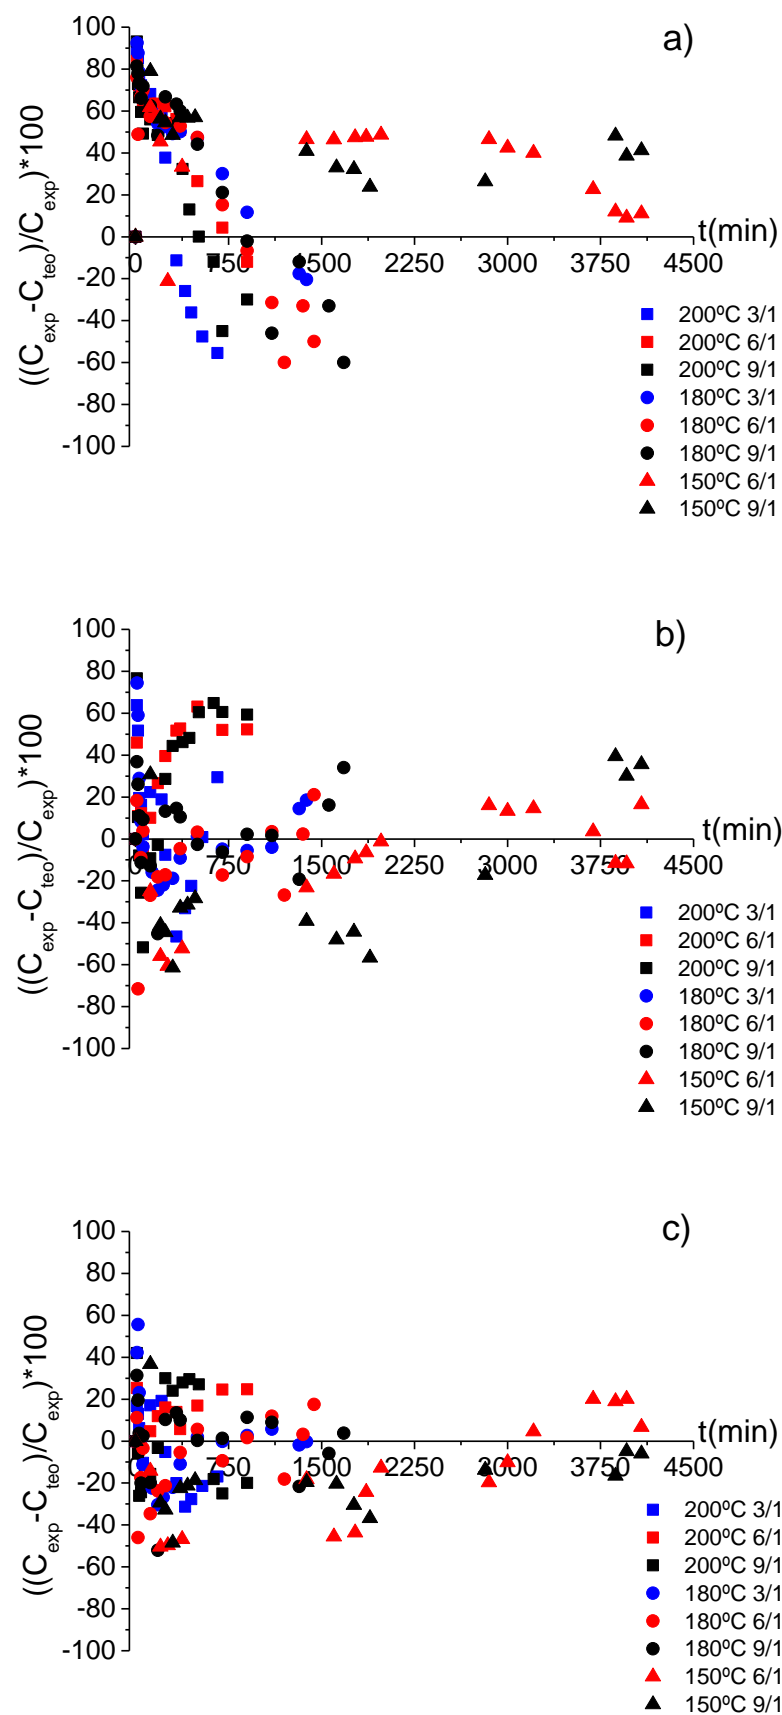 a)
100
80
60
40
20
0
-20
-40
-60
-80
-100
0 750 1500 2250 3000 3750 4500
t(min)
((C_exp-C_teo)/C_exp)*100
200ºC 3/1
200ºC 6/1
200ºC 9/1
180ºC 3/1
180ºC 6/1
180ºC 9/1
150ºC 6/1
150ºC 9/1
b)
100
80
60
40
20
0
-20
-40
-60
-80
-100
0 750 1500 2250 3000 3750 4500
t(min)
((C_exp-C_teo)/C_exp)*100
200ºC 3/1
200ºC 6/1
200ºC 9/1
180ºC 3/1
180ºC 6/1
180ºC 9/1
150ºC 6/1
150ºC 9/1
c)
100
80
60
40
20
0
-20
-40
-60
-80
-100
0 750 1500 2250 3000 3750 4500
t(min)
((C_exp-C_teo)/C_exp)*100
200ºC 3/1
200ºC 6/1
200ºC 9/1
180ºC 3/1
180ºC 6/1
180ºC 9/1
150ºC 6/1
150ºC 9/1